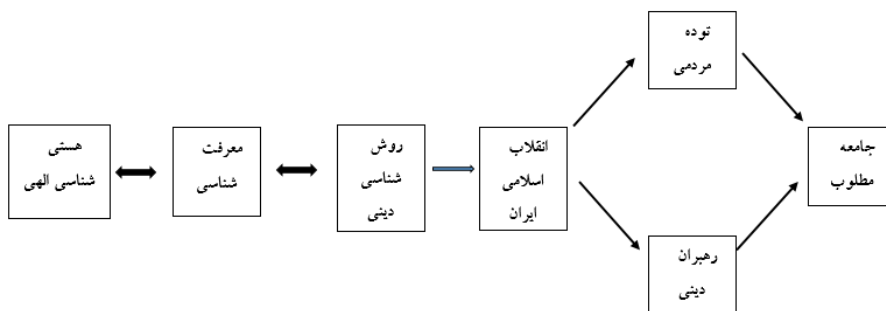 هستی
شناسی الهی
معرفت
شناسی
روش
شناسی
دینی
انقلاب
اسلامی
ایران
توده
مردمی
رهبران
دینی
جامعه
مطلوب